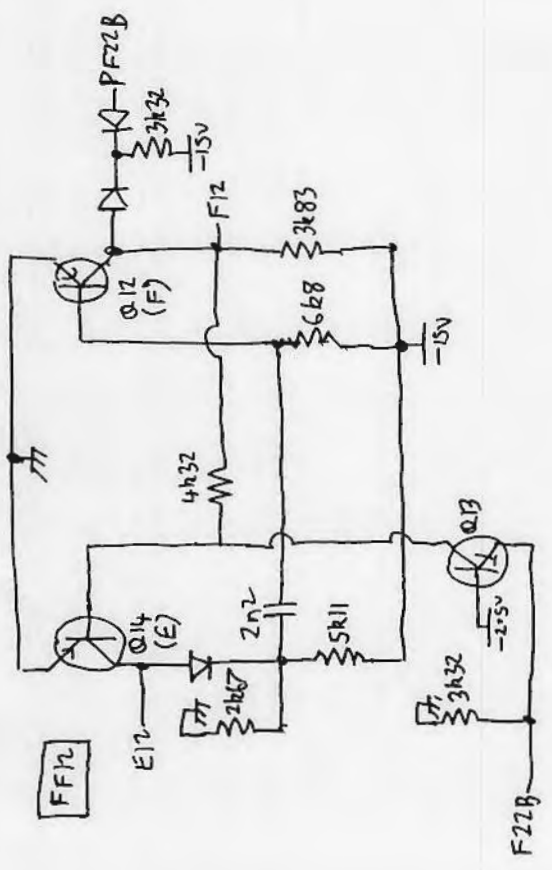 FF12
E12
Q14
(E)
2k67
5k11
2n2
4k32
Q12
(F)
F12
PF22B
3k32
-15V
6k8
3k83
-15V
Q13
-2.5V
3k32
F22B